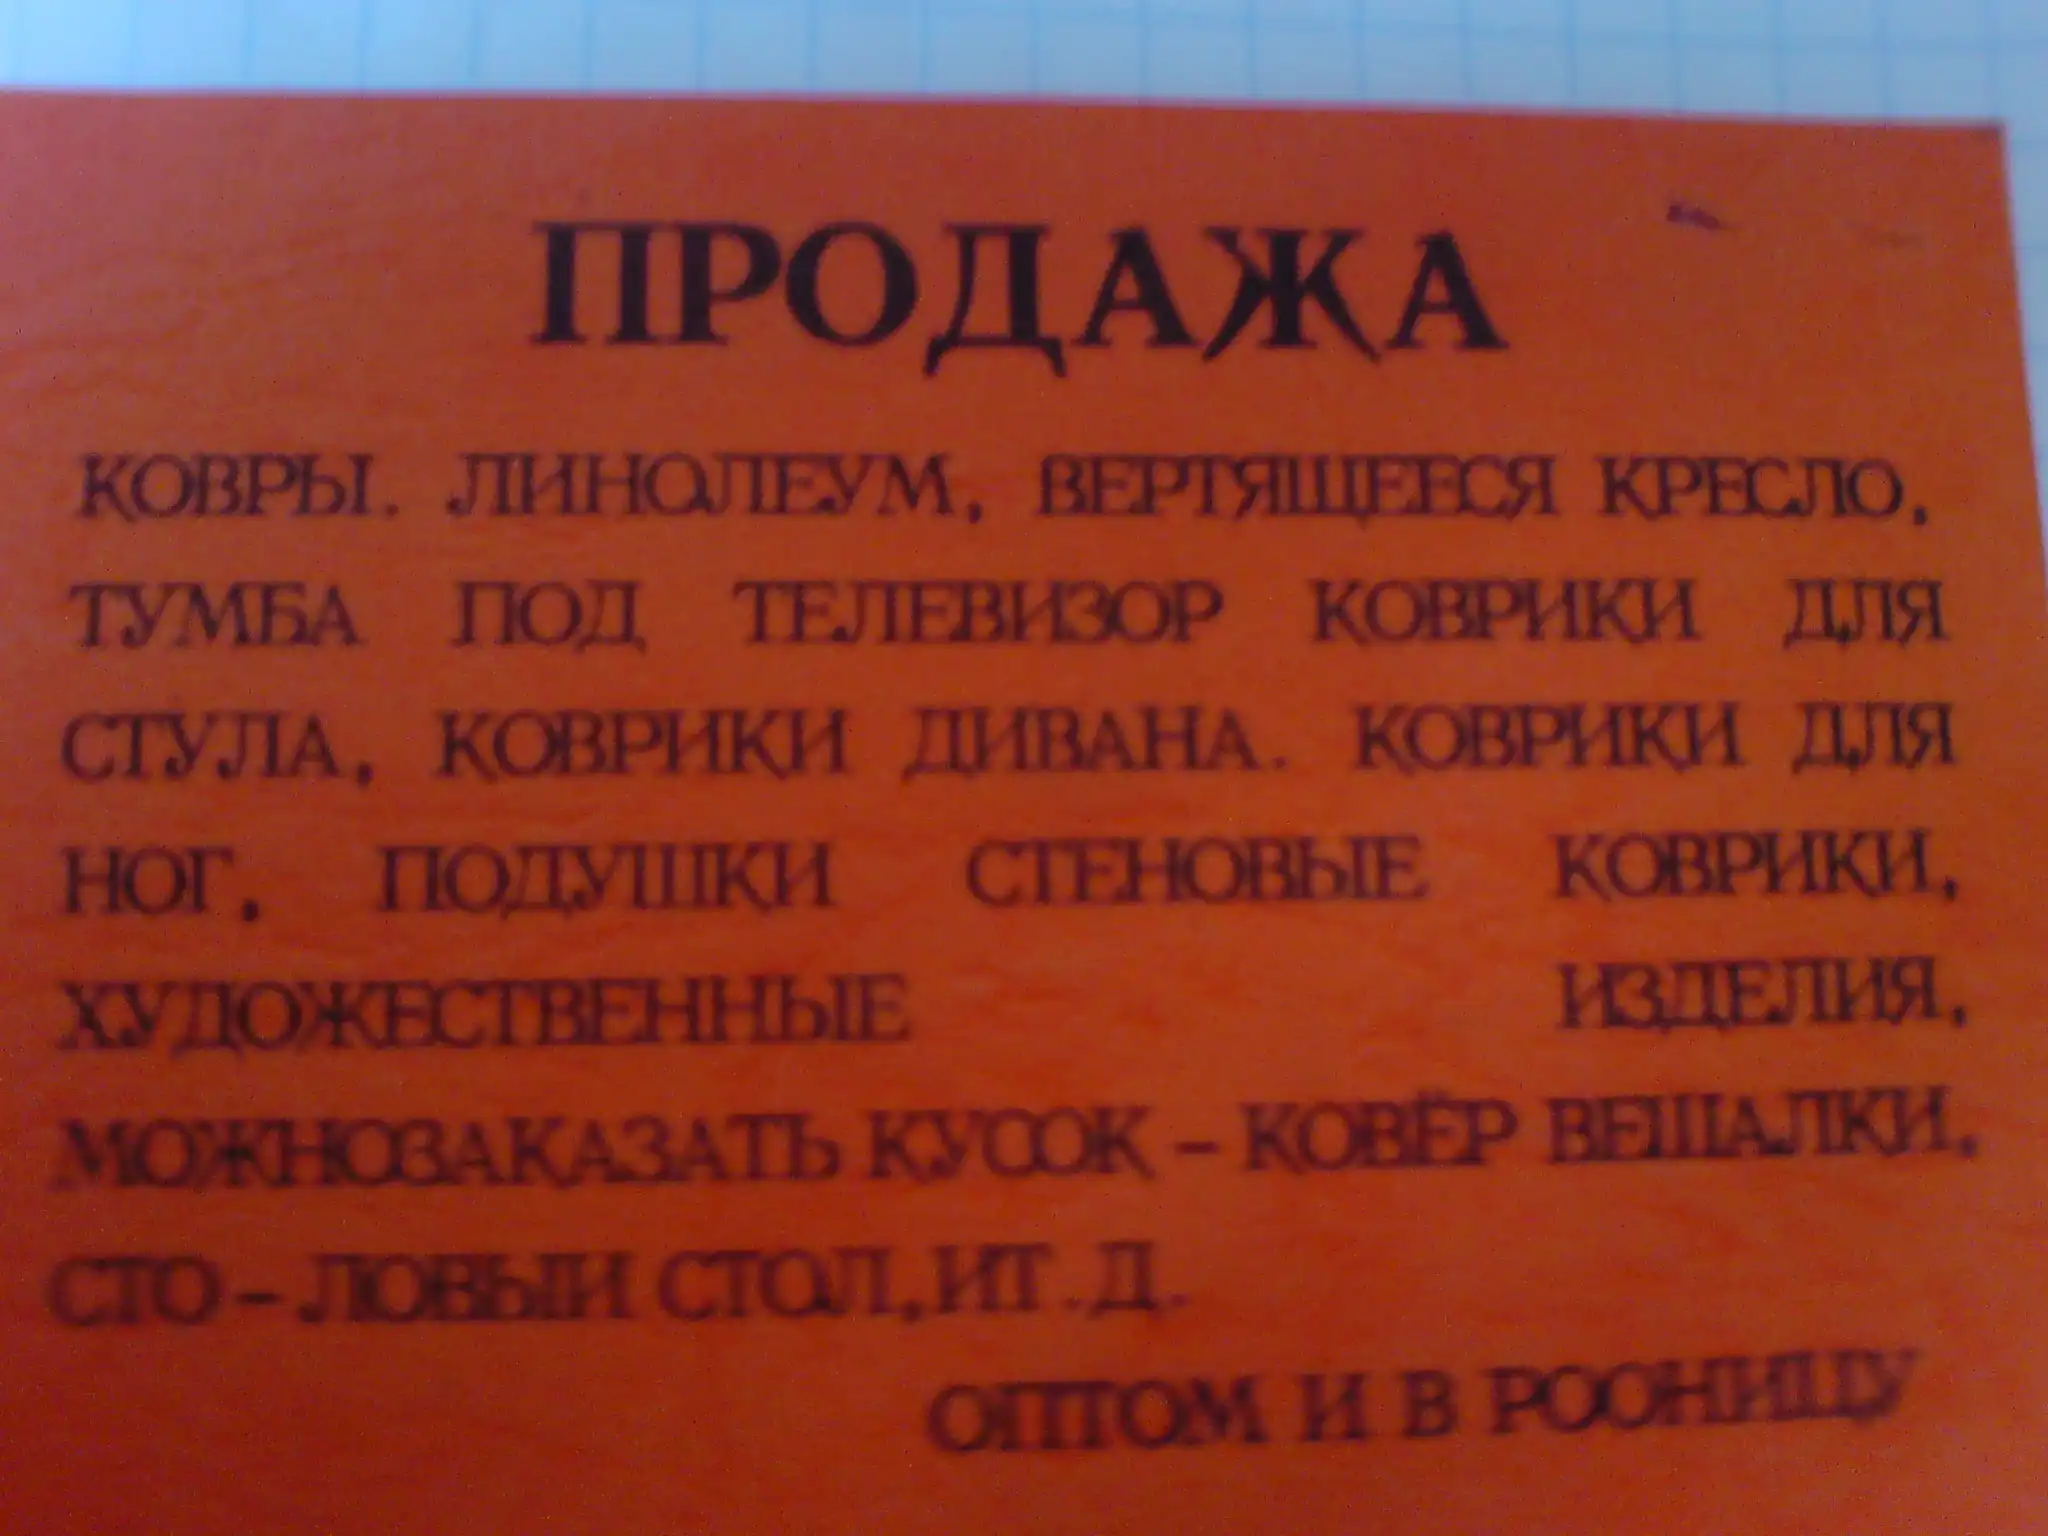 ПРОДАЖА
КОВРЫ. ЛИНОЛЕУМ, ВЕРТЯЩЕЕСЯ КРЕСЛО,
ТУМБА ПОД ТЕЛЕВИЗОР КОВРИКИ ДЛЯ
СТУЛА, КОВРИКИ ДИВАНА. КОВРИКИ ДЛЯ
НОГ, ПОДУШКИ СТЕНОВЫЕ КОВРИКИ,
ХУДОЖЕСТВЕННЫЕ ИЗДЕЛИЯ,
МОЖНОЗАКАЗАТЬ КУСОК – КОВЁР ВЕШАЛКИ,
СТО – ЛОВЫЙ СТОЛ,ИТ.Д.
ОПТОМ И В РООНИЦУ